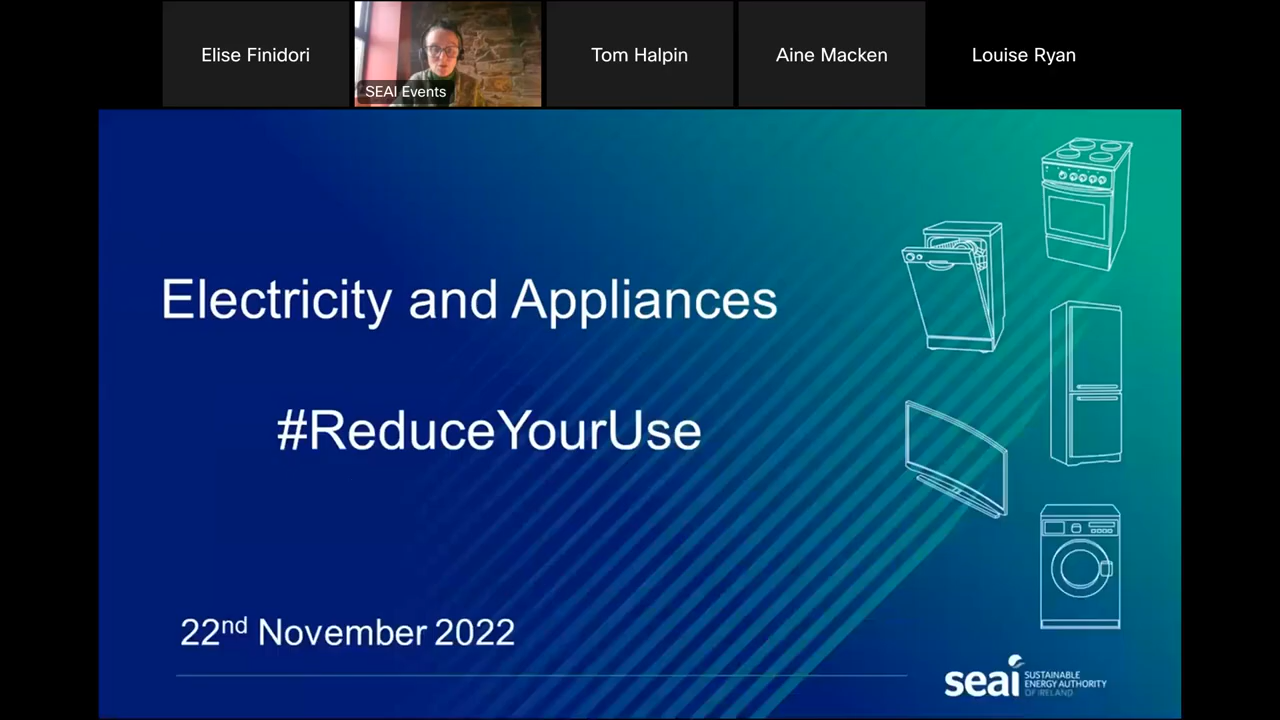 Elise Finidori
SEAI Events
Tom Halpin
Aine Macken
Louise Ryan
Electricity and Appliances
#ReduceYourUse
22nd November 2022
seai
SUSTAINABLE
ENERGY AUTHORITY
OF IRELAND